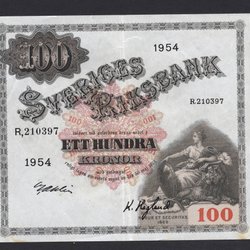 100
1954
SVERIGES
RIKSBANK
R,210397
R.210397
ETT HUNDRA
1954
KRONOR
100